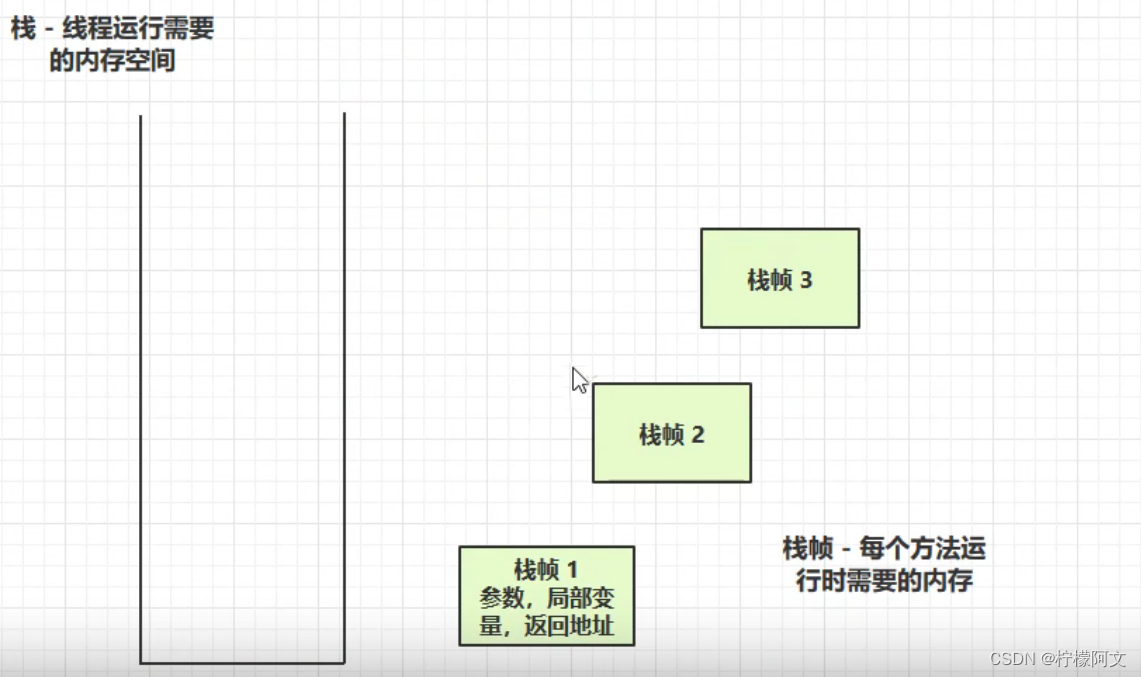 栈 - 线程运行需要
的内存空间
栈帧 3
栈帧 2
栈帧 - 每个方法运
行时需要的内存
栈帧 1
参数，局部变
量，返回地址
CSDN @柠檬阿文